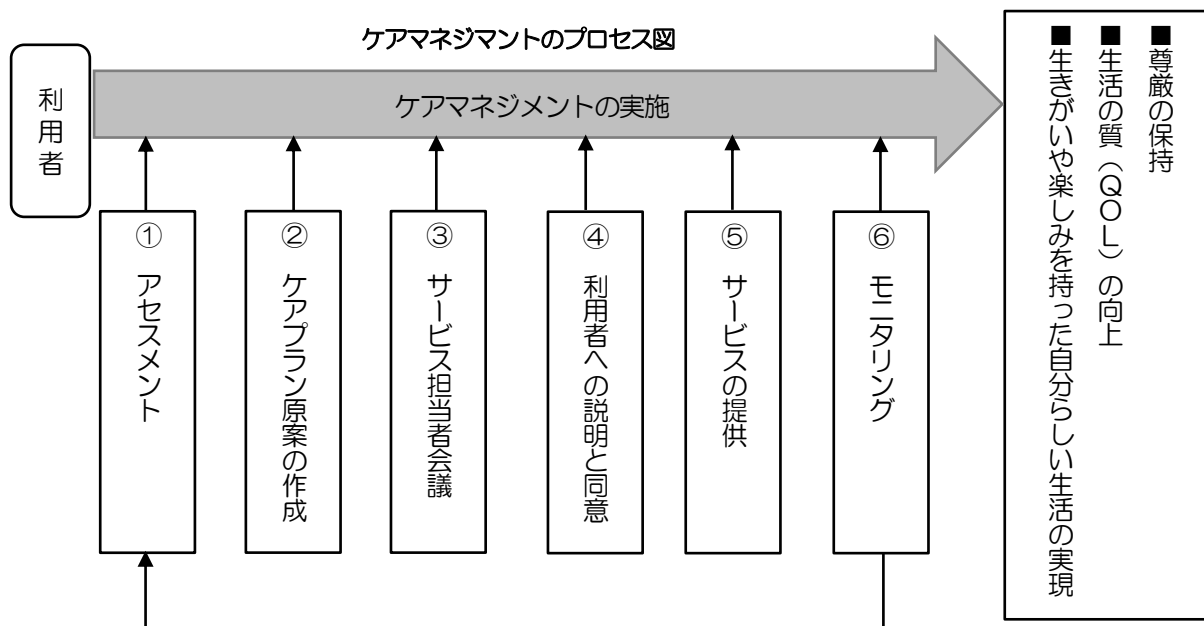 ケアマネジマントのプロセス図
利用者
ケアマネジメントの実施
① アセスメント
② ケアプラン原案の作成
③ サービス担当者会議
④ 利用者への説明と同意
⑤ サービスの提供
⑥ モニタリング
■尊厳の保持
■生活の質（ＱＯＬ）の向上
■生きがいや楽しみを持った自分らしい生活の実現